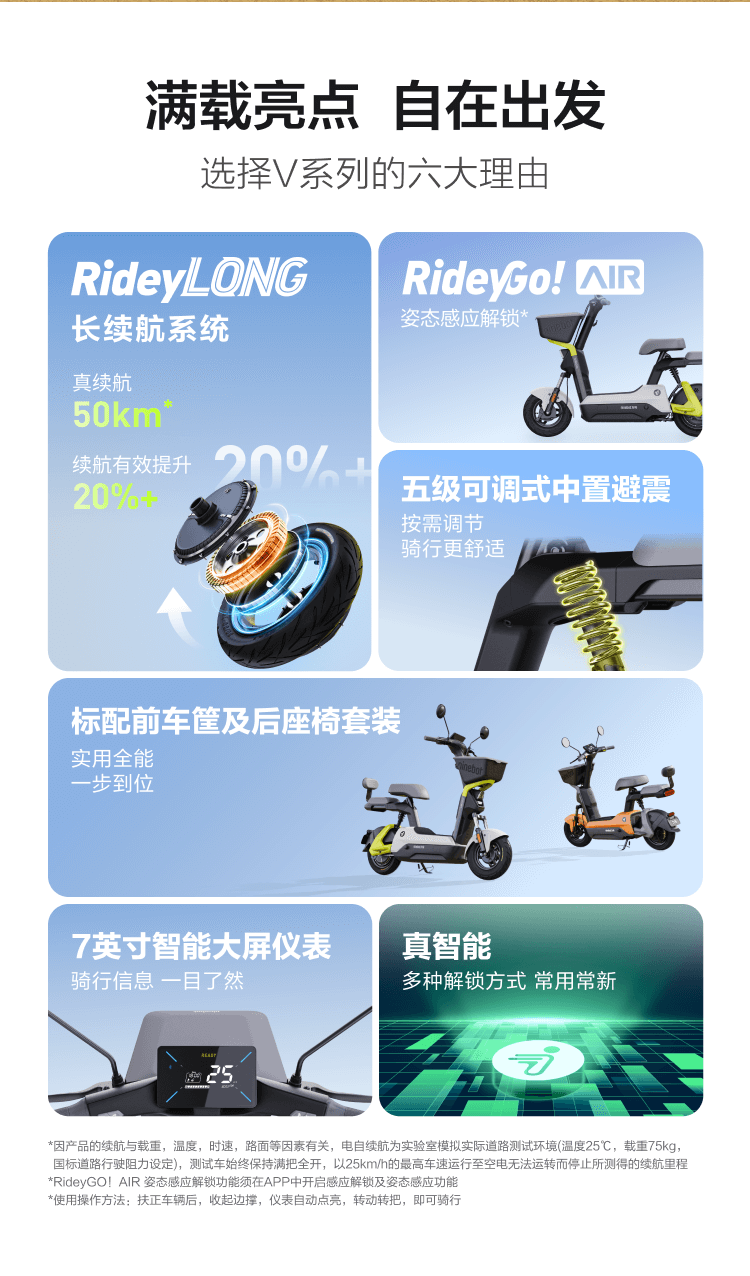 满载亮点 自在出发
选择V系列的六大理由
RideyLONG
长续航系统
真续航
50km*
续航有效提升
20%+
20%+
RideyGo! AIR
姿态感应解锁*
五级可调式中置避震
按需调节
骑行更舒适
标配前车筐及后座椅套装
实用全能
一步到位
Ninebot
7英寸智能大屏仪表
骑行信息 一目了然
READY
25
真智能
多种解锁方式 常用常新
*因产品的续航与载重，温度，时速，路面等因素有关，电自续航为实验室模拟实际道路测试环境(温度25℃，载重75kg，
国标道路行驶阻力设定)，测试车始终保持满把全开，以25km/h的最高车速运行至空电无法运转而停止所测得的续航里程
*RideyGO！AIR 姿态感应解锁功能须在APP中开启感应解锁及姿态感应功能
*使用操作方法：扶正车辆后，收起边撑，仪表自动点亮，转动转把，即可骑行